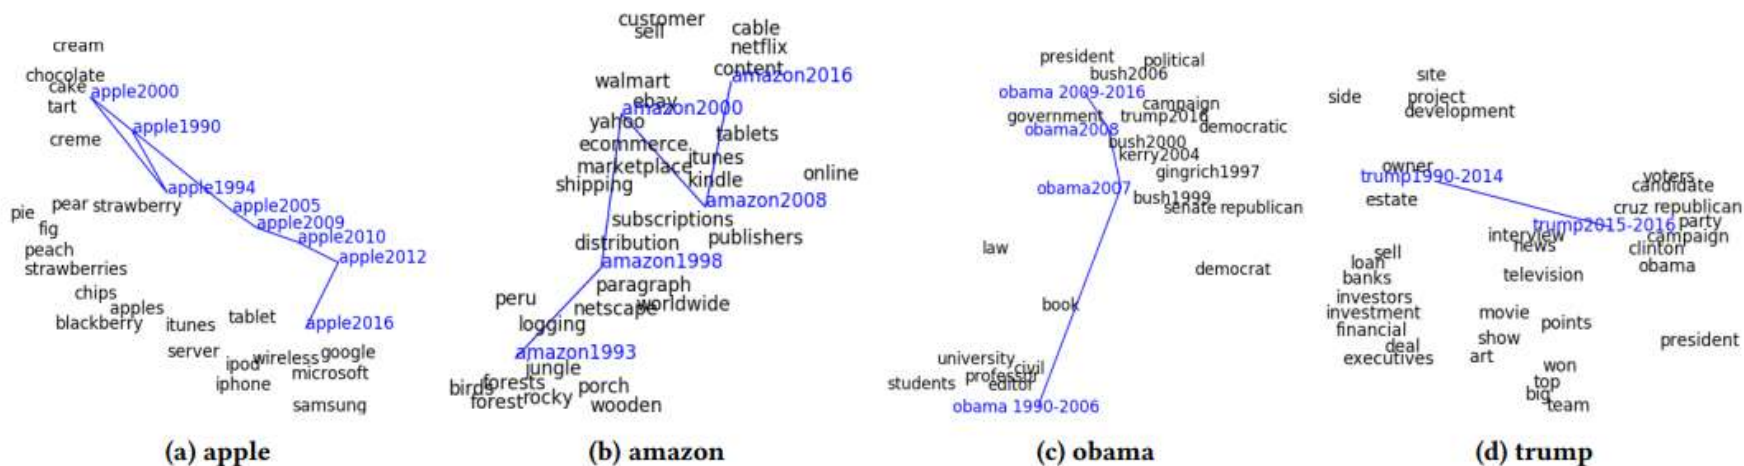 cream
chocolate
cake
apple2000
tart
apple1990
creme
apple1994
pear
strawberry
apple2005
pie
fig
apple2009
apple2010
peach
apple2012
strawberries
chips
apples
blackberry
itunes
tablet
apple2016
server
ipod
wireless
google
iphone
microsoft
samsung
(a) apple
customer
sell
cable
netflix
content
amazon2016
walmart
ebay
amazon2000
yahoo
tablets
ecommerce
itunes
marketplace
kindle
online
shipping
amazon2008
subscriptions
distribution
publishers
amazon1998
paragraph
peru
netscape
worldwide
logging
amazon1993
jungle
birds
forests
porch
forest
rocky
wooden
(b) amazon
president
political
bush2006
obama 2009-2016
campaign
government
trump2016
obama2008
democratic
bush2000
kerry2004
gingrich1997
obama2007
bush1999
senate
republican
law
democrat
book
university
civil
professor
students
editor
obama 1990-2006
(c) obama
site
side
project
development
owner
trump1990-2014
voters
candidate
estate
cruz
republican
trump2015-2016
party
interview
campaign
news
clinton
sell
loan
obama
banks
television
investors
investment
movie
points
financial
show
president
deal
executives
art
won
top
big
team
(d) trump